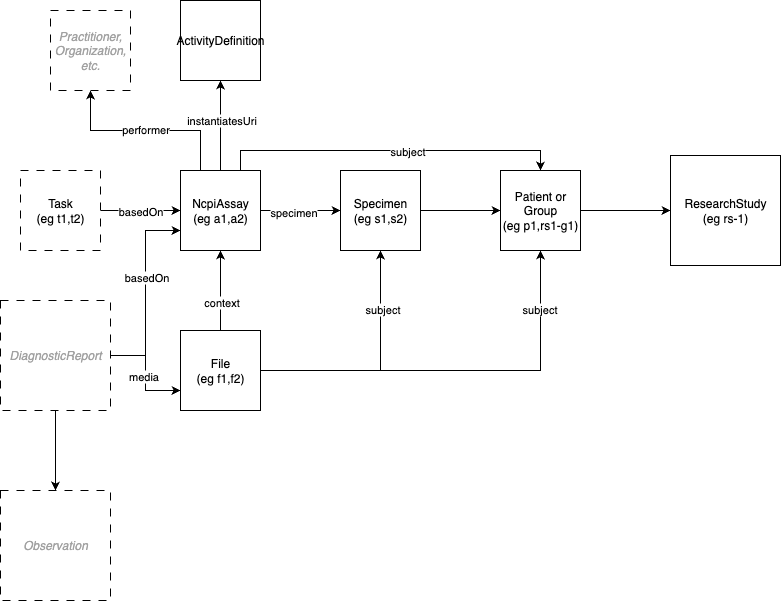 Practitioner,
Organization,
etc.
ActivityDefinition
instantiatesUri
performer
subject
Task
(eg t1,t2)
basedOn
NcpiAssay
(eg a1,a2)
specimen
Specimen
(eg s1,s2)
Patient or
Group
(eg p1,rs1-g1)
ResearchStudy
(eg rs-1)
basedOn
context
subject
subject
DiagnosticReport
media
File
(eg f1,f2)
Observation